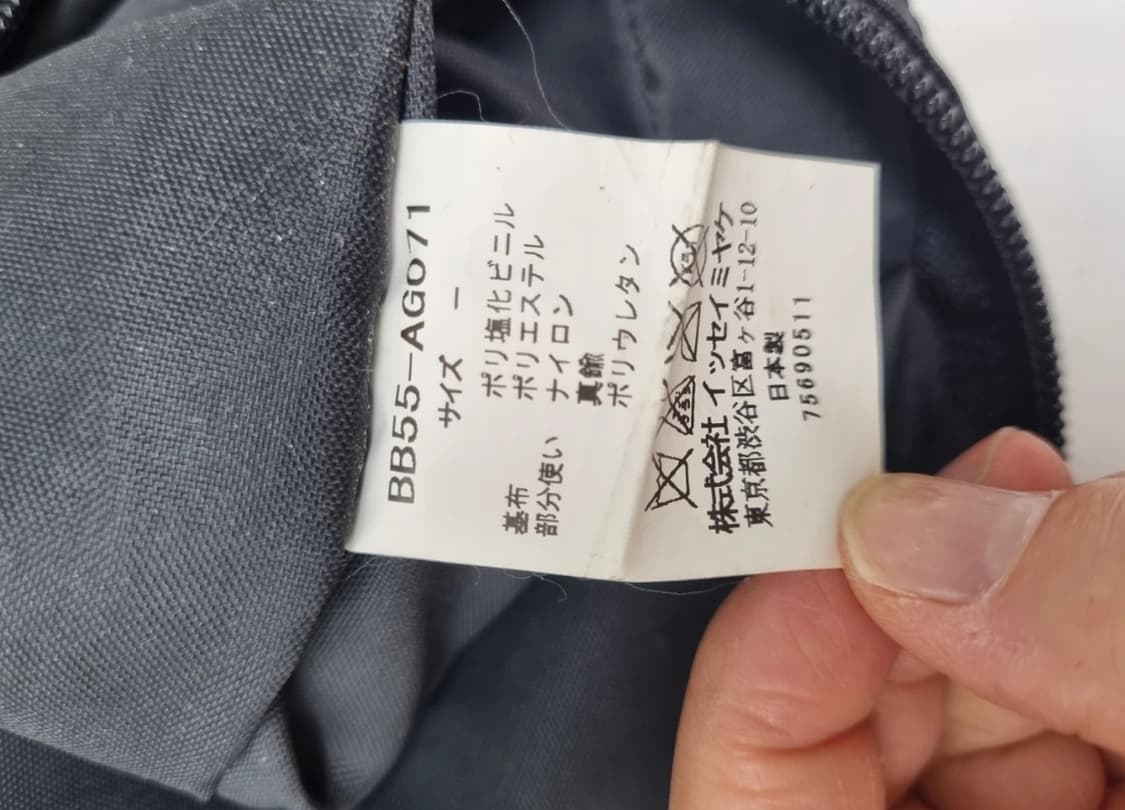 BB55-AG071
サイズ ー
ポリ塩化ビニル
基布 ポリエステル
部分使い ナイロン
真鍮
ポリウレタン
株式会社 イッセイミヤケ
東京都渋谷区富ヶ谷1-12-10
日本製
75690511